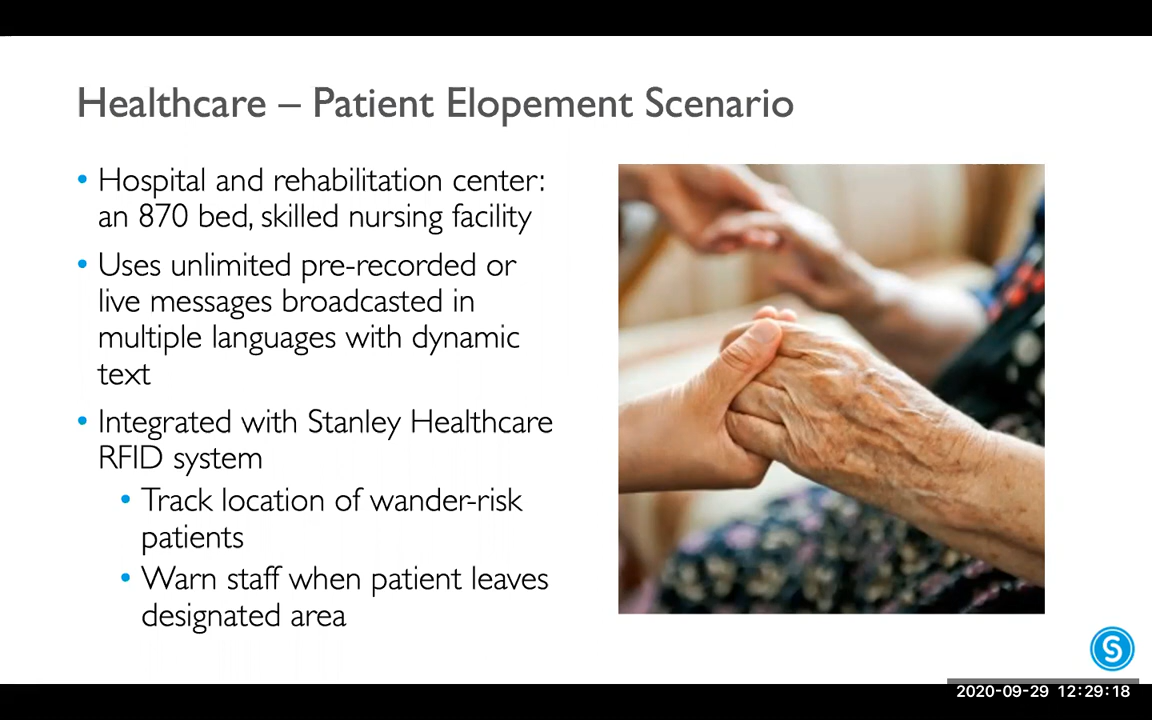 Healthcare – Patient Elopement Scenario
• Hospital and rehabilitation center:
an 870 bed, skilled nursing facility
• Uses unlimited pre-recorded or
live messages broadcasted in
multiple languages with dynamic
text
• Integrated with Stanley Healthcare
RFID system
• Track location of wander-risk
patients
• Warn staff when patient leaves
designated area
S
2020-09-29 12:29:18